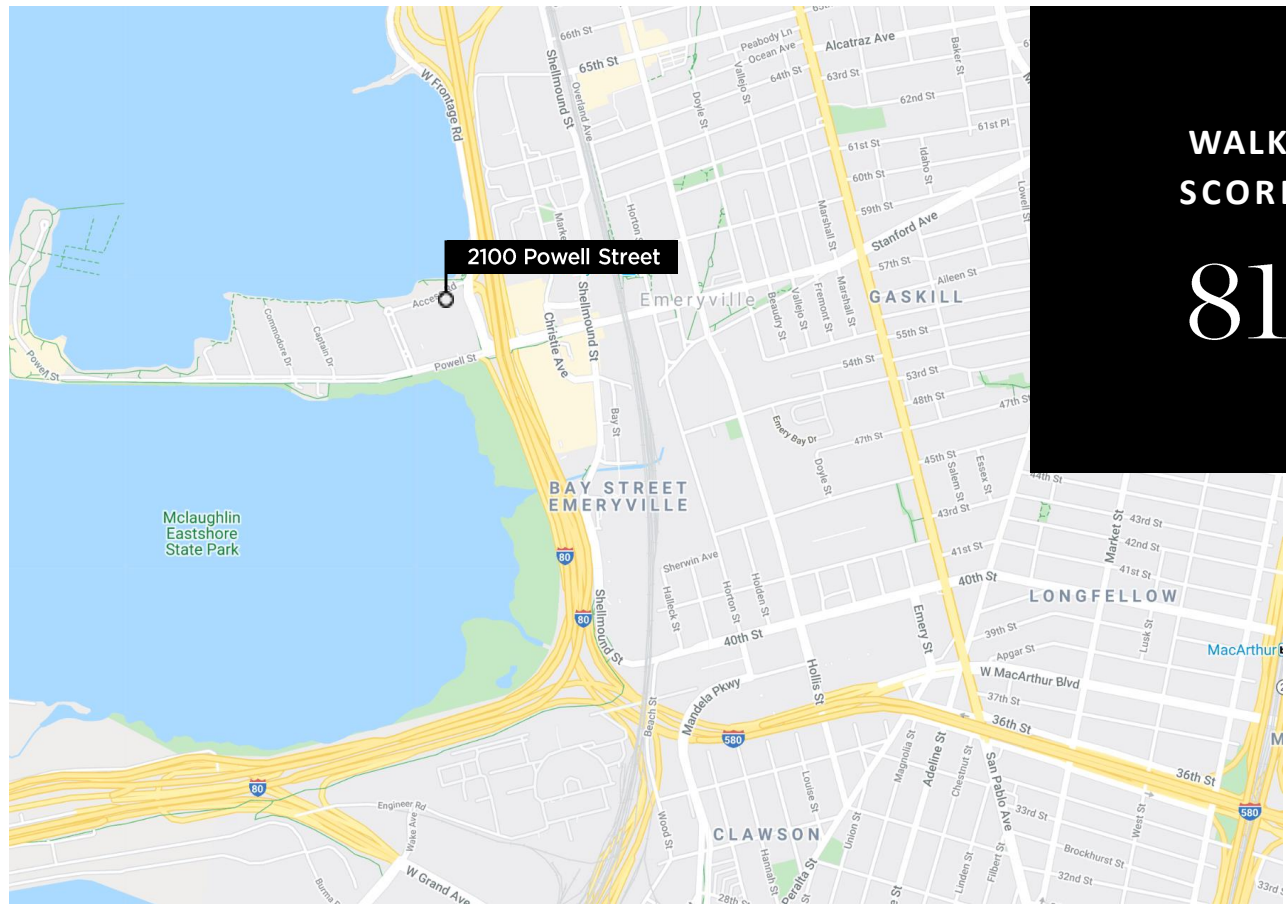 66th St
65th St
Peabody Ln
Ocean Ave
Alcatraz Ave
Baker St
Shellmound St
Overland Ave
W Frontage Rd
Vallejo St
64th St
63rd St
Doyle St
62nd St
61st Pl
61st St
Idaho St
60th St
Lowell St
59th St
Marshall St
Stanford Ave
Horton St
2100 Powell Street
57th St
Aileen St
Emeryville
GASKILL
Shellmound St
Christie Ave
Beaudry St
Vallejo St
Fremont St
Marshall St
55th St
Commodore Dr
Captain Dr
Powell St
Powell St
54th St
53rd St
48th St
47th St
Bay St
Emery Bay Dr
47th St
Doyle St
45th St
Salem St
Essex St
44th St
BAY STREET
EMERYVILLE
43rd St
Market St
43rd St
42nd St
41st St
41st St
Mclaughlin
Eastshore
State Park
80
80
Sherwin Ave
Halleck St
Horton St
Holden St
40th St
40th St
Shellmound St
LONGFELLOW
Emery St
39th St
Apgar St
Lusk St
MacArthur
Hollis St
W MacArthur Blvd
37th St
Mandela Pkwy
Beach St
580
36th St
36th St
Magnolia St
Adeline St
Chestnut St
San Pablo Ave
80
580
Engineer Rd
Wake Ave
Louise St
Union St
33rd St
West St
Wood St
CLAWSON
Brockhurst St
Hannah St
Peralta St
Linden St
Filbert St
32nd St
33rd
W Grand Ave
28th St
WALK
SCORE
81